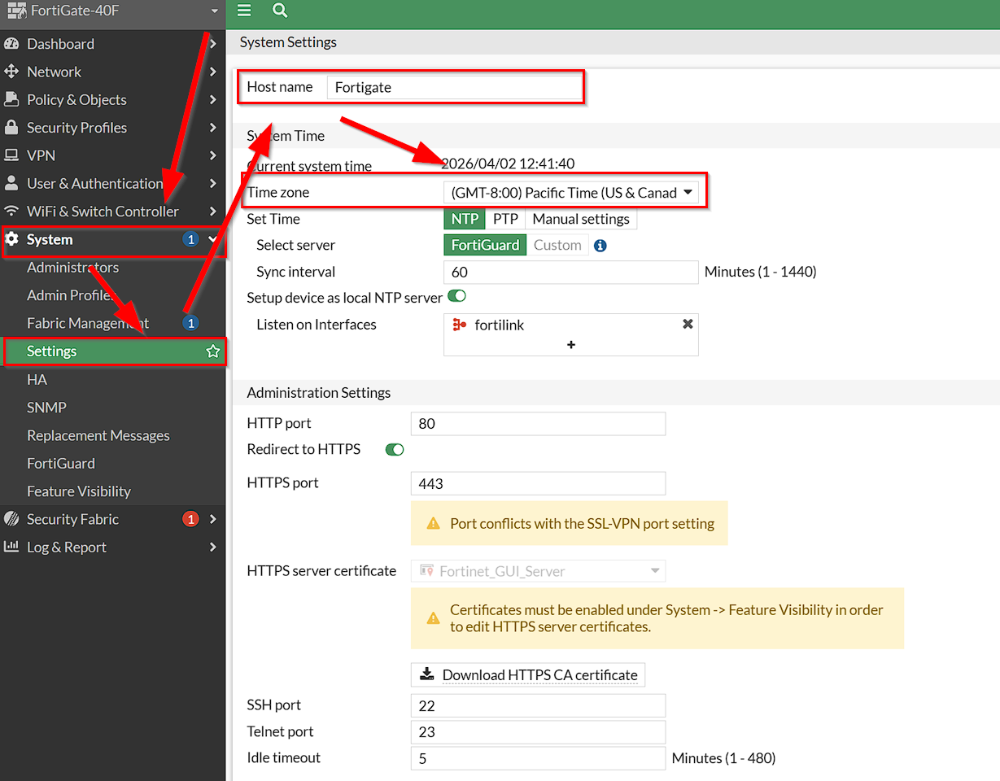 FortiGate-40F
Dashboard
Network
Policy & Objects
Security Profiles
VPN
User & Authentication
WiFi & Switch Controller
System 1
Administrators
Admin Profiles
Fabric Management 1
Settings
HA
SNMP
Replacement Messages
FortiGuard
Feature Visibility
Security Fabric 1
Log & Report
System Settings
Host name Fortigate
System Time
Current system time 2026/04/02 12:41:40
Time zone (GMT-8:00) Pacific Time (US & Canad
Set Time NTP PTP Manual settings
Select server FortiGuard Custom
Sync interval 60 Minutes (1 - 1440)
Setup device as local NTP server
Listen on Interfaces fortilink
+
Administration Settings
HTTP port 80
Redirect to HTTPS
HTTPS port 443
Port conflicts with the SSL-VPN port setting
HTTPS server certificate Fortinet_GUI_Server
Certificates must be enabled under System -> Feature Visibility in order
to edit HTTPS server certificates.
Download HTTPS CA certificate
SSH port 22
Telnet port 23
Idle timeout 5 Minutes (1 - 480)